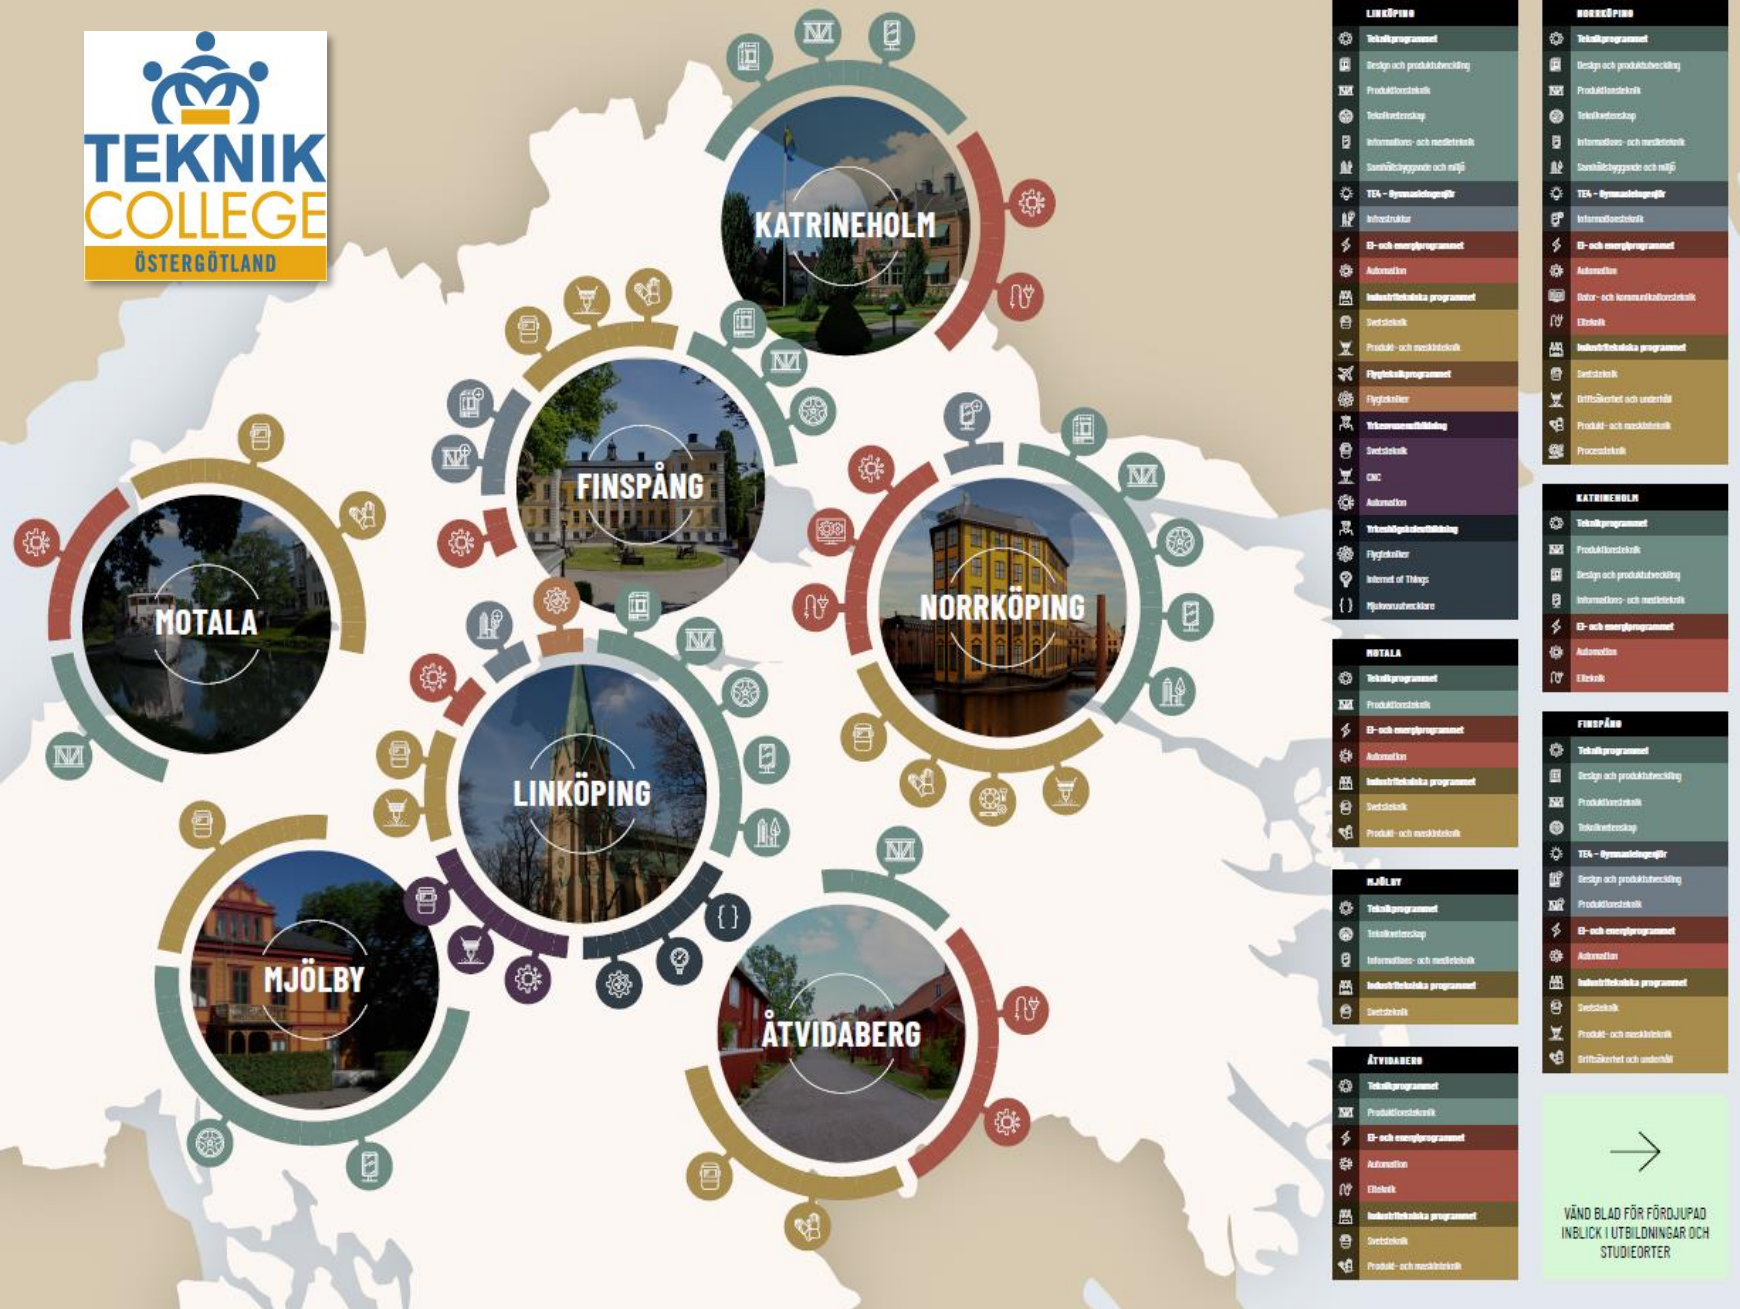 TEKNIK
COLLEGE
ÖSTERGÖTLAND
KATRINEHOLM
FINSPÅNG
MOTALA
NORRKÖPING
LINKÖPING
MJÖLBY
ÅTVIDABERG
LINKÖPING
Teknikprogrammet
Design och produktutveckling
Produktionsteknik
Teknikvetenskap
Informations- och medieteknik
Samhällsbyggande och miljö
TE4 - Gymnasieingenjör
Infrastruktur
El- och energiprogrammet
Automation
Industritekniska programmet
Svetsteknik
Produkt- och maskinteknik
Flygteknikprogrammet
Flygtekniker
Yrkesvuxenutbildning
Svetsteknik
CNC
Automation
Yrkeshögskoleutbildning
Flygtekniker
Internet of Things
Mjukvaruutvecklare
MOTALA
Teknikprogrammet
Produktionsteknik
El- och energiprogrammet
Automation
Industritekniska programmet
Svetsteknik
Produkt- och maskinteknik
MJÖLBY
Teknikprogrammet
Teknikvetenskap
Informations- och medieteknik
Industritekniska programmet
Svetsteknik
ÅTVIDABERG
Teknikprogrammet
Produktionsteknik
El- och energiprogrammet
Automation
Elteknik
Industritekniska programmet
Svetsteknik
Produkt- och maskinteknik
NORRKÖPING
Teknikprogrammet
Design och produktutveckling
Produktionsteknik
Teknikvetenskap
Informations- och medieteknik
Samhällsbyggande och miljö
TE4 - Gymnasieingenjör
Informationsteknik
El- och energiprogrammet
Automation
Dator- och kommunikationsteknik
Elteknik
Industritekniska programmet
Svetsteknik
Driftsäkerhet och underhåll
Produkt- och maskinteknik
Processteknik
KATRINEHOLM
Teknikprogrammet
Produktionsteknik
Design och produktutveckling
Informations- och medieteknik
El- och energiprogrammet
Automation
Elteknik
FINSPÅNG
Teknikprogrammet
Design och produktutveckling
Produktionsteknik
Teknikvetenskap
TE4 - Gymnasieingenjör
Design och produktutveckling
Produktionsteknik
El- och energiprogrammet
Automation
Industritekniska programmet
Svetsteknik
Produkt- och maskinteknik
Driftsäkerhet och underhåll
VÄND BLAD FÖR FÖRDJUPAD
INBLICK I UTBILDNINGAR OCH
STUDIEORTER